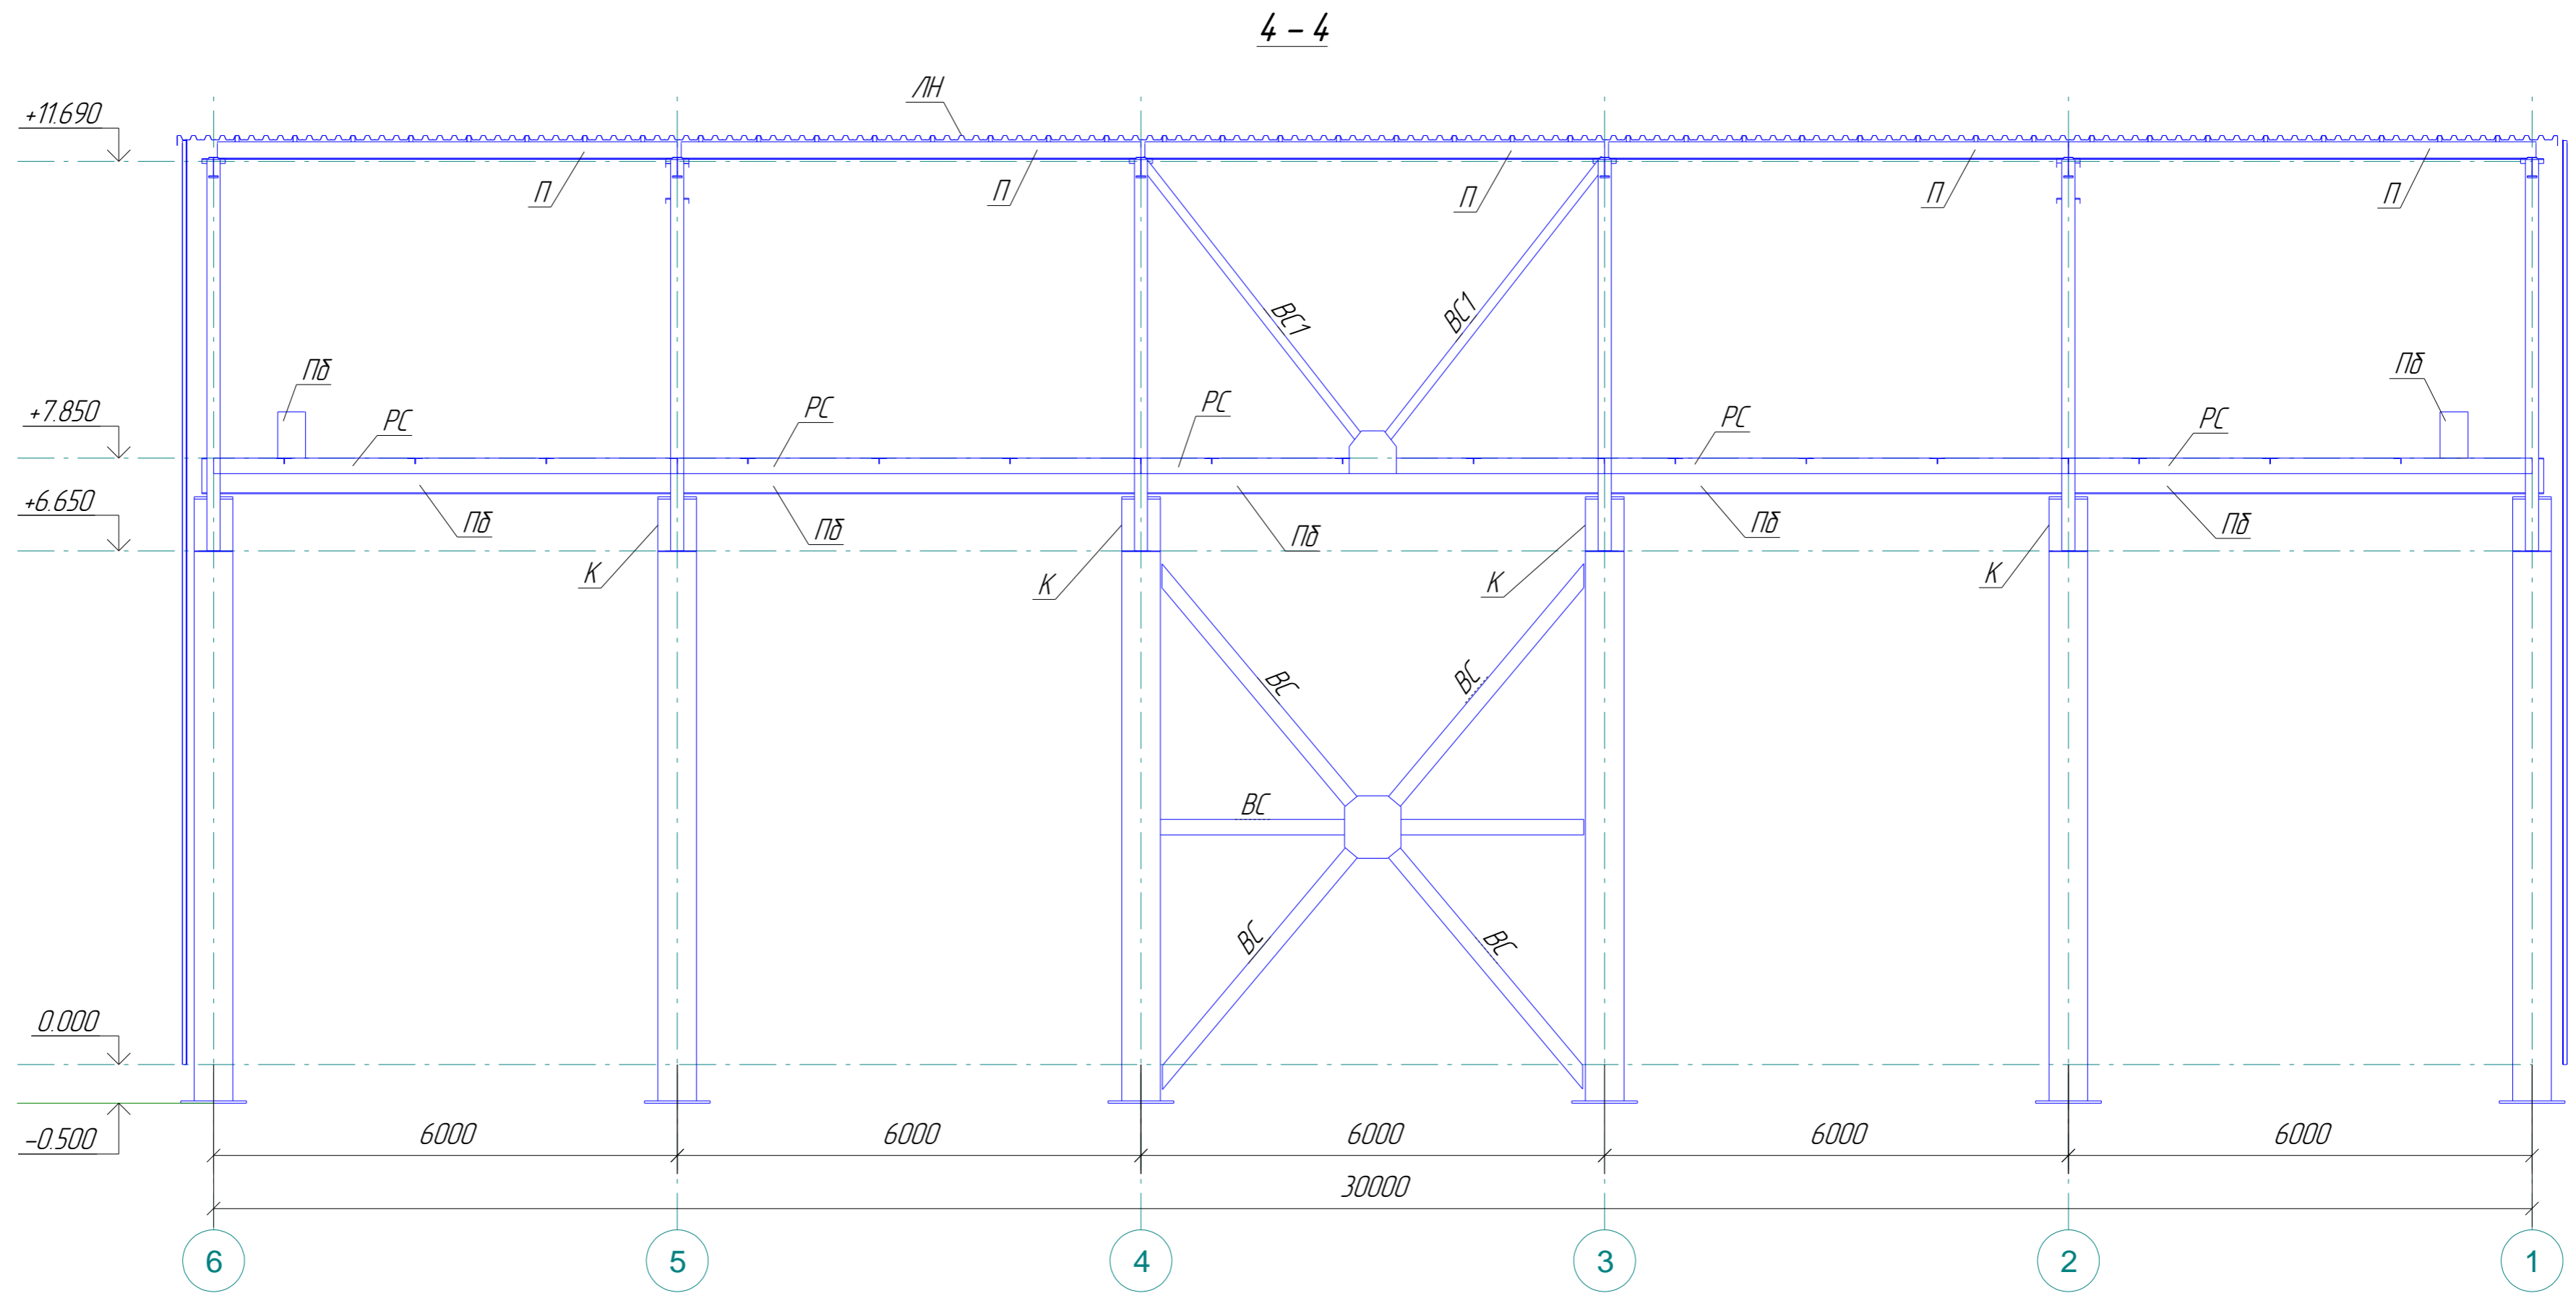 4 – 4
ЛН
+11.690
П
П
П
П
П
ВС1
ВС1
Пб
Пб
+7.850
РС
РС
РС
РС
РС
+6.650
Пб
Пб
Пб
Пб
Пб
К
К
К
К
ВС
ВС
ВС
ВС
ВС
0.000
-0.500
6000
6000
6000
6000
6000
30000
6
5
4
3
2
1